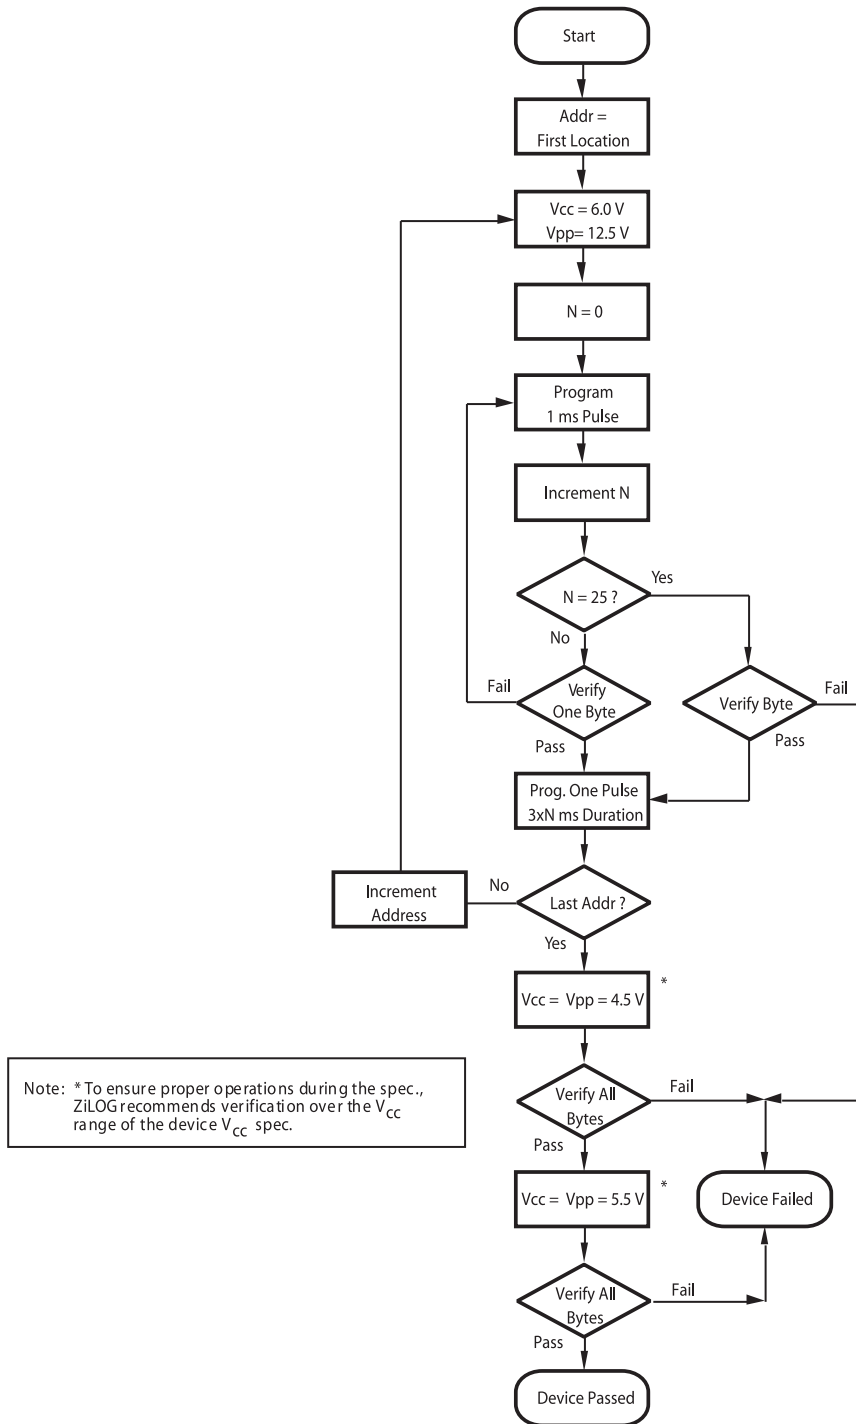 Start
Addr =
First Location
Vcc = 6.0 V
Vpp= 12.5 V
N = 0
Program
1 ms Pulse
Increment N
N = 25 ?
Yes
No
Verify
One Byte
Fail
Pass
Verify Byte
Fail
Pass
Prog. One Pulse
3xN ms Duration
Last Addr ?
No
Increment
Address
Yes
Vcc = Vpp = 4.5 V
*
Note: * To ensure proper operations during the spec.,
ZiLOG recommends verification over the VCC
range of the device VCC spec.
Verify All
Bytes
Fail
Pass
Vcc = Vpp = 5.5 V
*
Device Failed
Verify All
Bytes
Fail
Pass
Device Passed